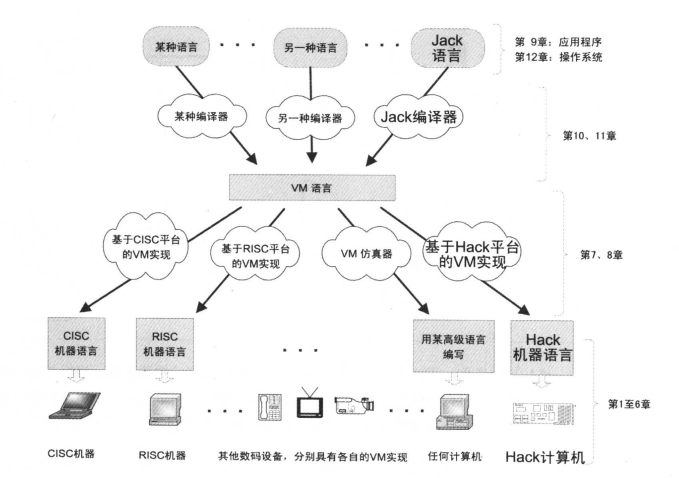 某种语言
另一种语言
Jack
语言
第 9章：应用程序
第12章：操作系统
某种编译器
另一种编译器
Jack编译器
第10、11章
VM 语言
基于CISC平台
的VM实现
基于RISC平台
的VM实现
VM 仿真器
基于Hack平台
的VM实现
第7、8章
CISC
机器语言
RISC
机器语言
用某高级语言
编写
Hack
机器语言
第1至6章
CISC机器
RISC机器
其他数码设备，分别具有各自的VM实现
任何计算机
Hack计算机